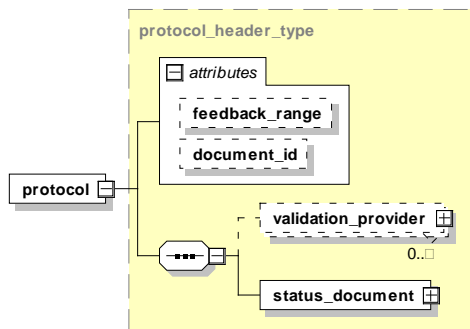 protocol_header_type
attributes
feedback_range
document_id
protocol
validation_provider
0..□
status_document